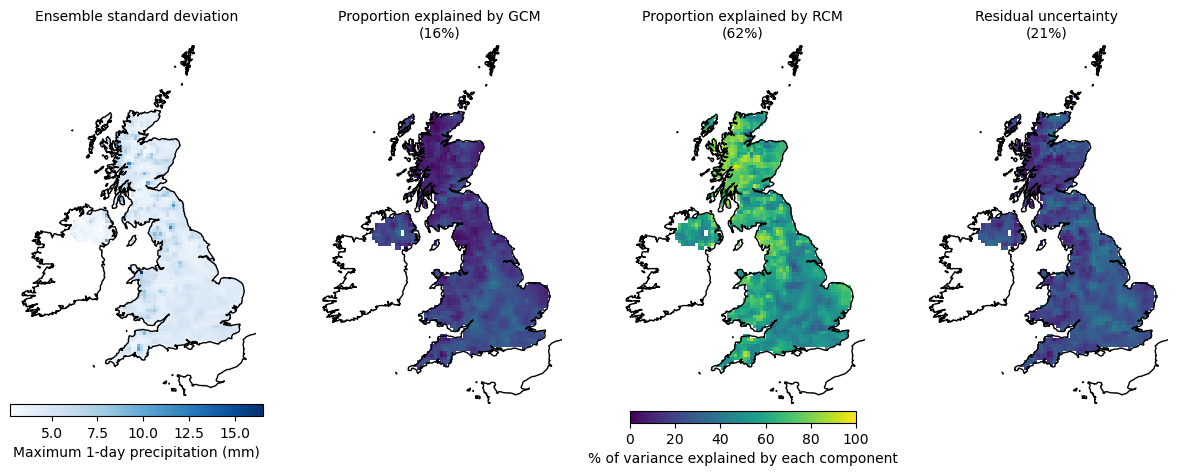 Ensemble standard deviation
Proportion explained by GCM
(16%)
Proportion explained by RCM
(62%)
Residual uncertainty
(21%)
5.0 7.5 10.0 12.5 15.0
Maximum 1-day precipitation (mm)
0 20 40 60 80 100
% of variance explained by each component